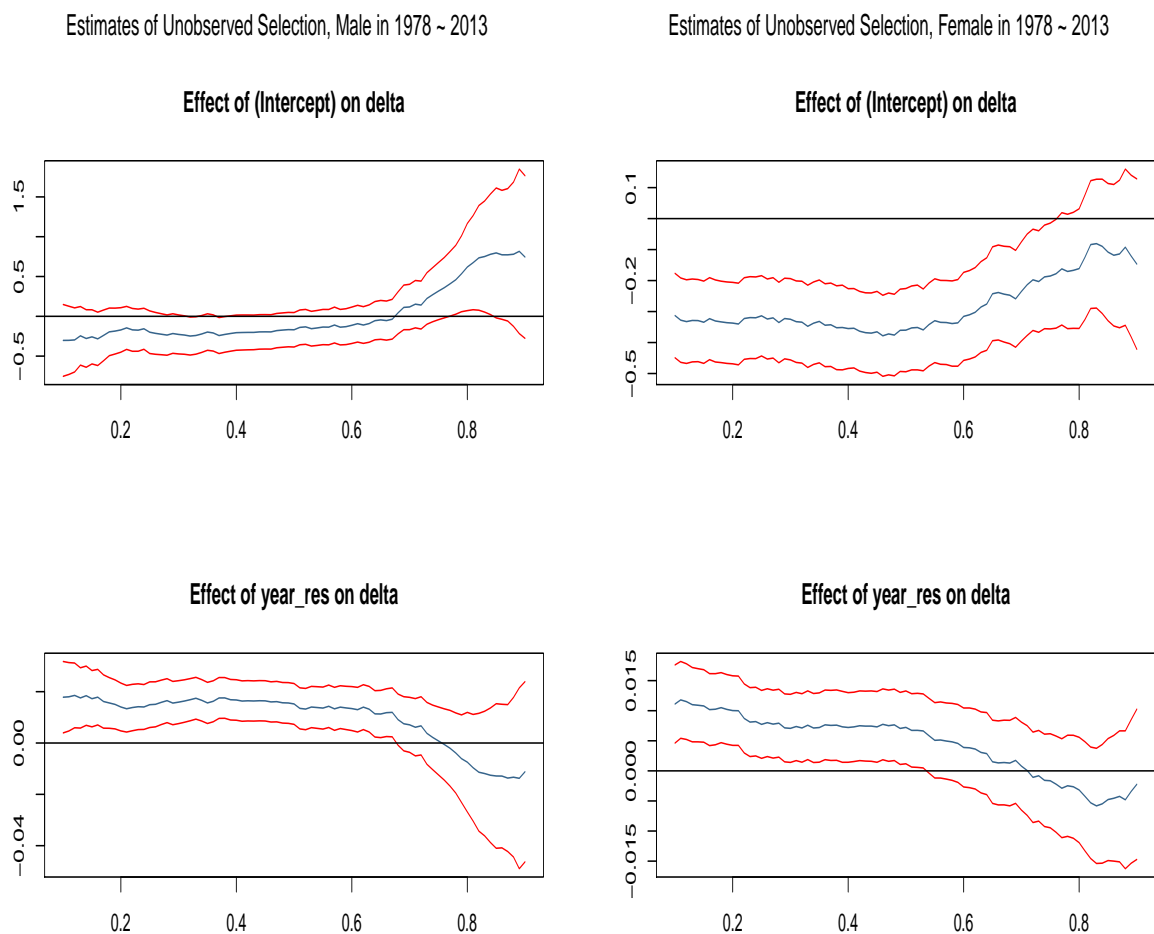 Estimates of Unobserved Selection, Male in 1978 ~ 2013
Effect of (Intercept) on delta
1.5
0.5
−0.5
0.2 0.4 0.6 0.8
Estimates of Unobserved Selection, Female in 1978 ~ 2013
Effect of (Intercept) on delta
0.1
−0.2
−0.5
0.2 0.4 0.6 0.8
Effect of year_res on delta
0.00
−0.04
0.2 0.4 0.6 0.8
Effect of year_res on delta
0.015
0.000
−0.015
0.2 0.4 0.6 0.8